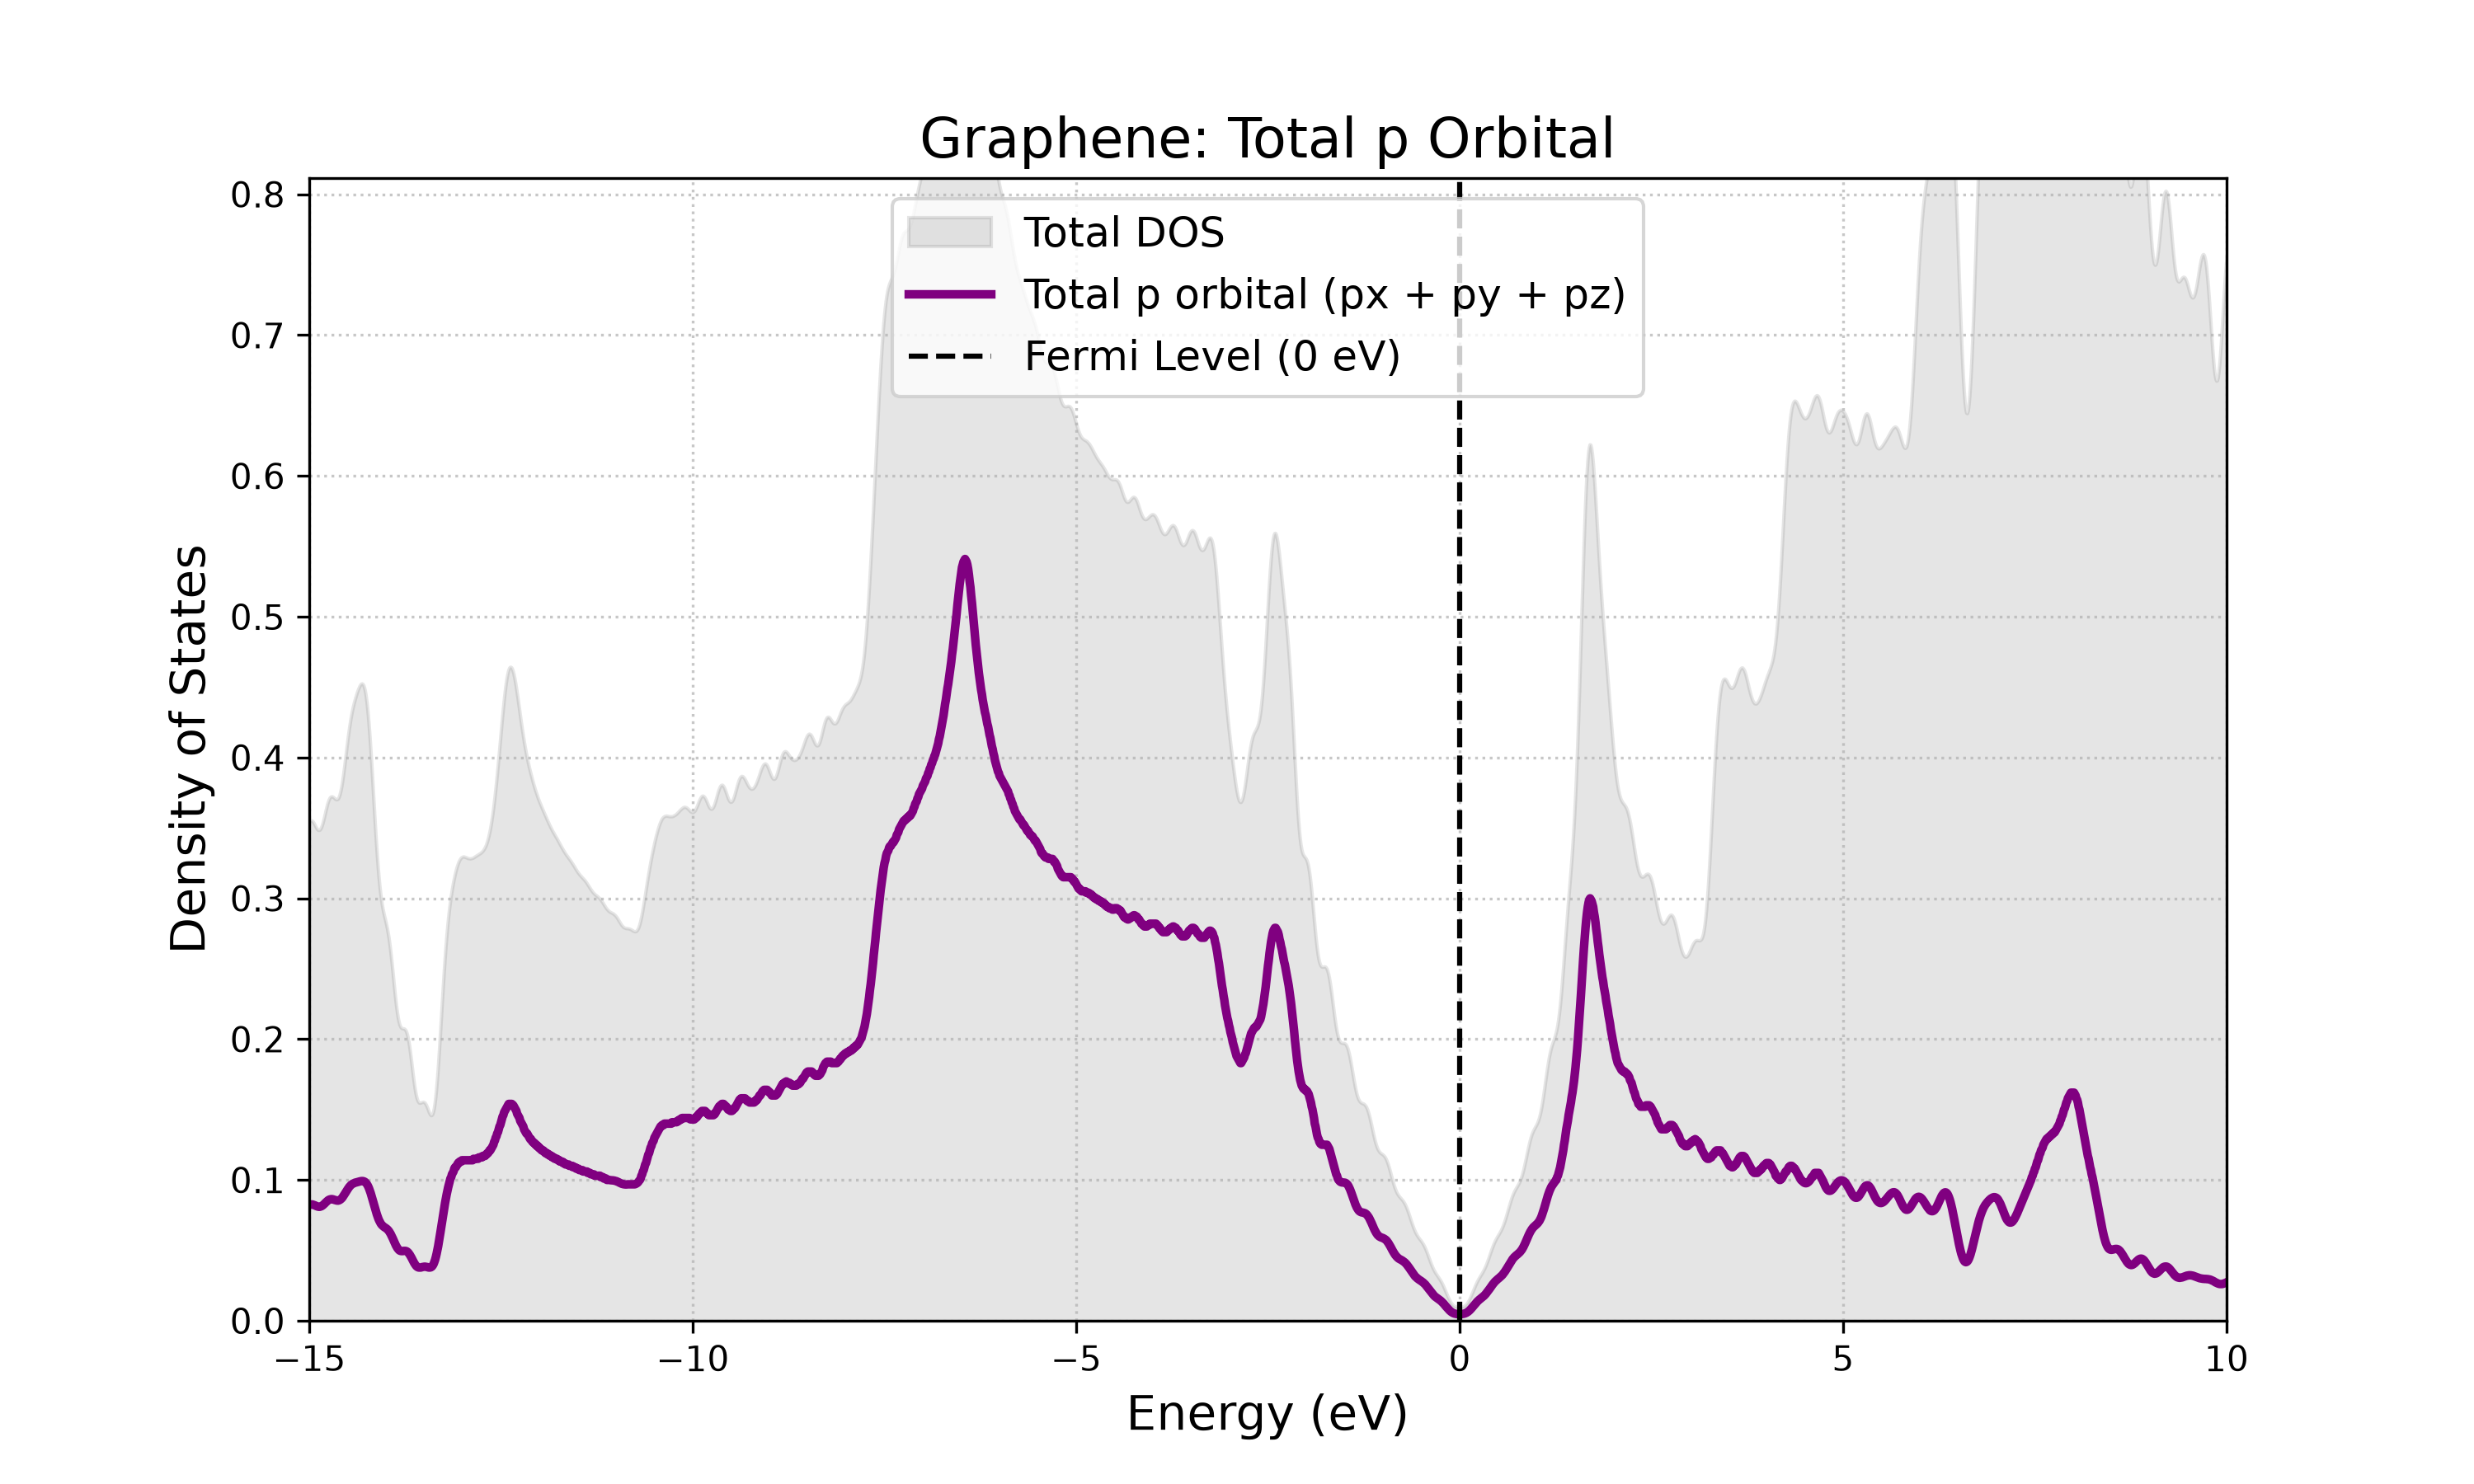 Graphene: Total p Orbital
Total DOS
Total p orbital (px + py + pz)
Fermi Level (0 eV)
Density of States
0.8
0.7
0.6
0.5
0.4
0.3
0.2
0.1
0.0
−15
−10
−5
0
5
10
Energy (eV)